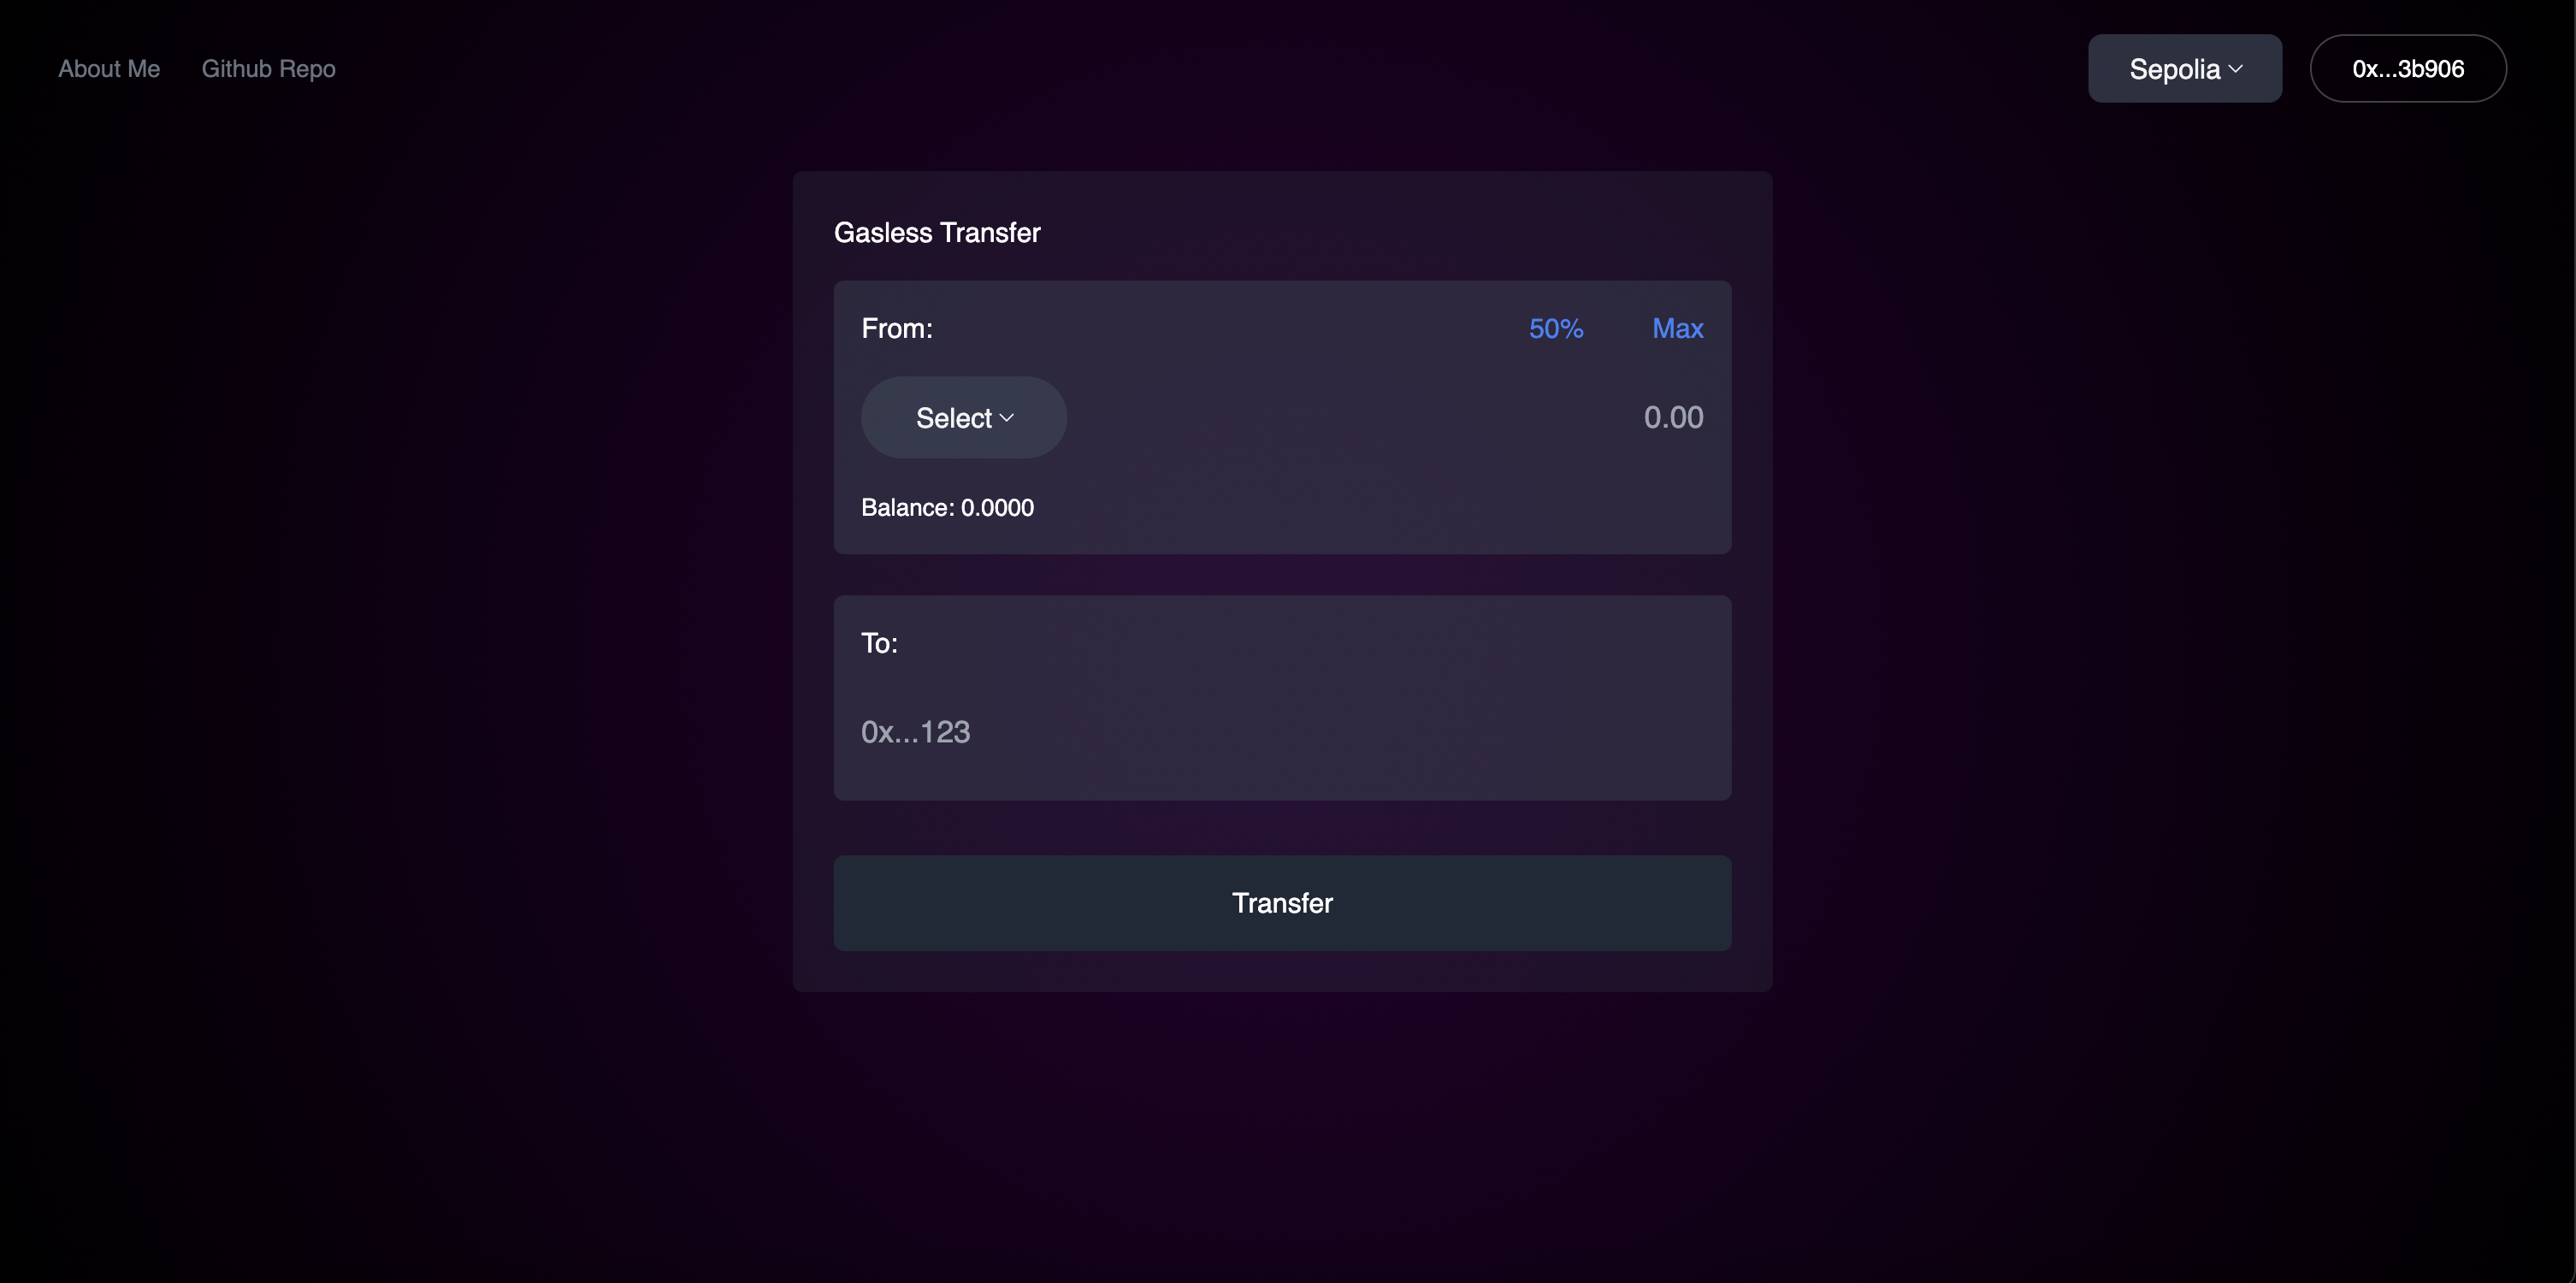 About Me
Github Repo
Sepolia
0x...3b906
Gasless Transfer
From:
50%
Max
Select
0.00
Balance: 0.0000
To:
0x...123
Transfer